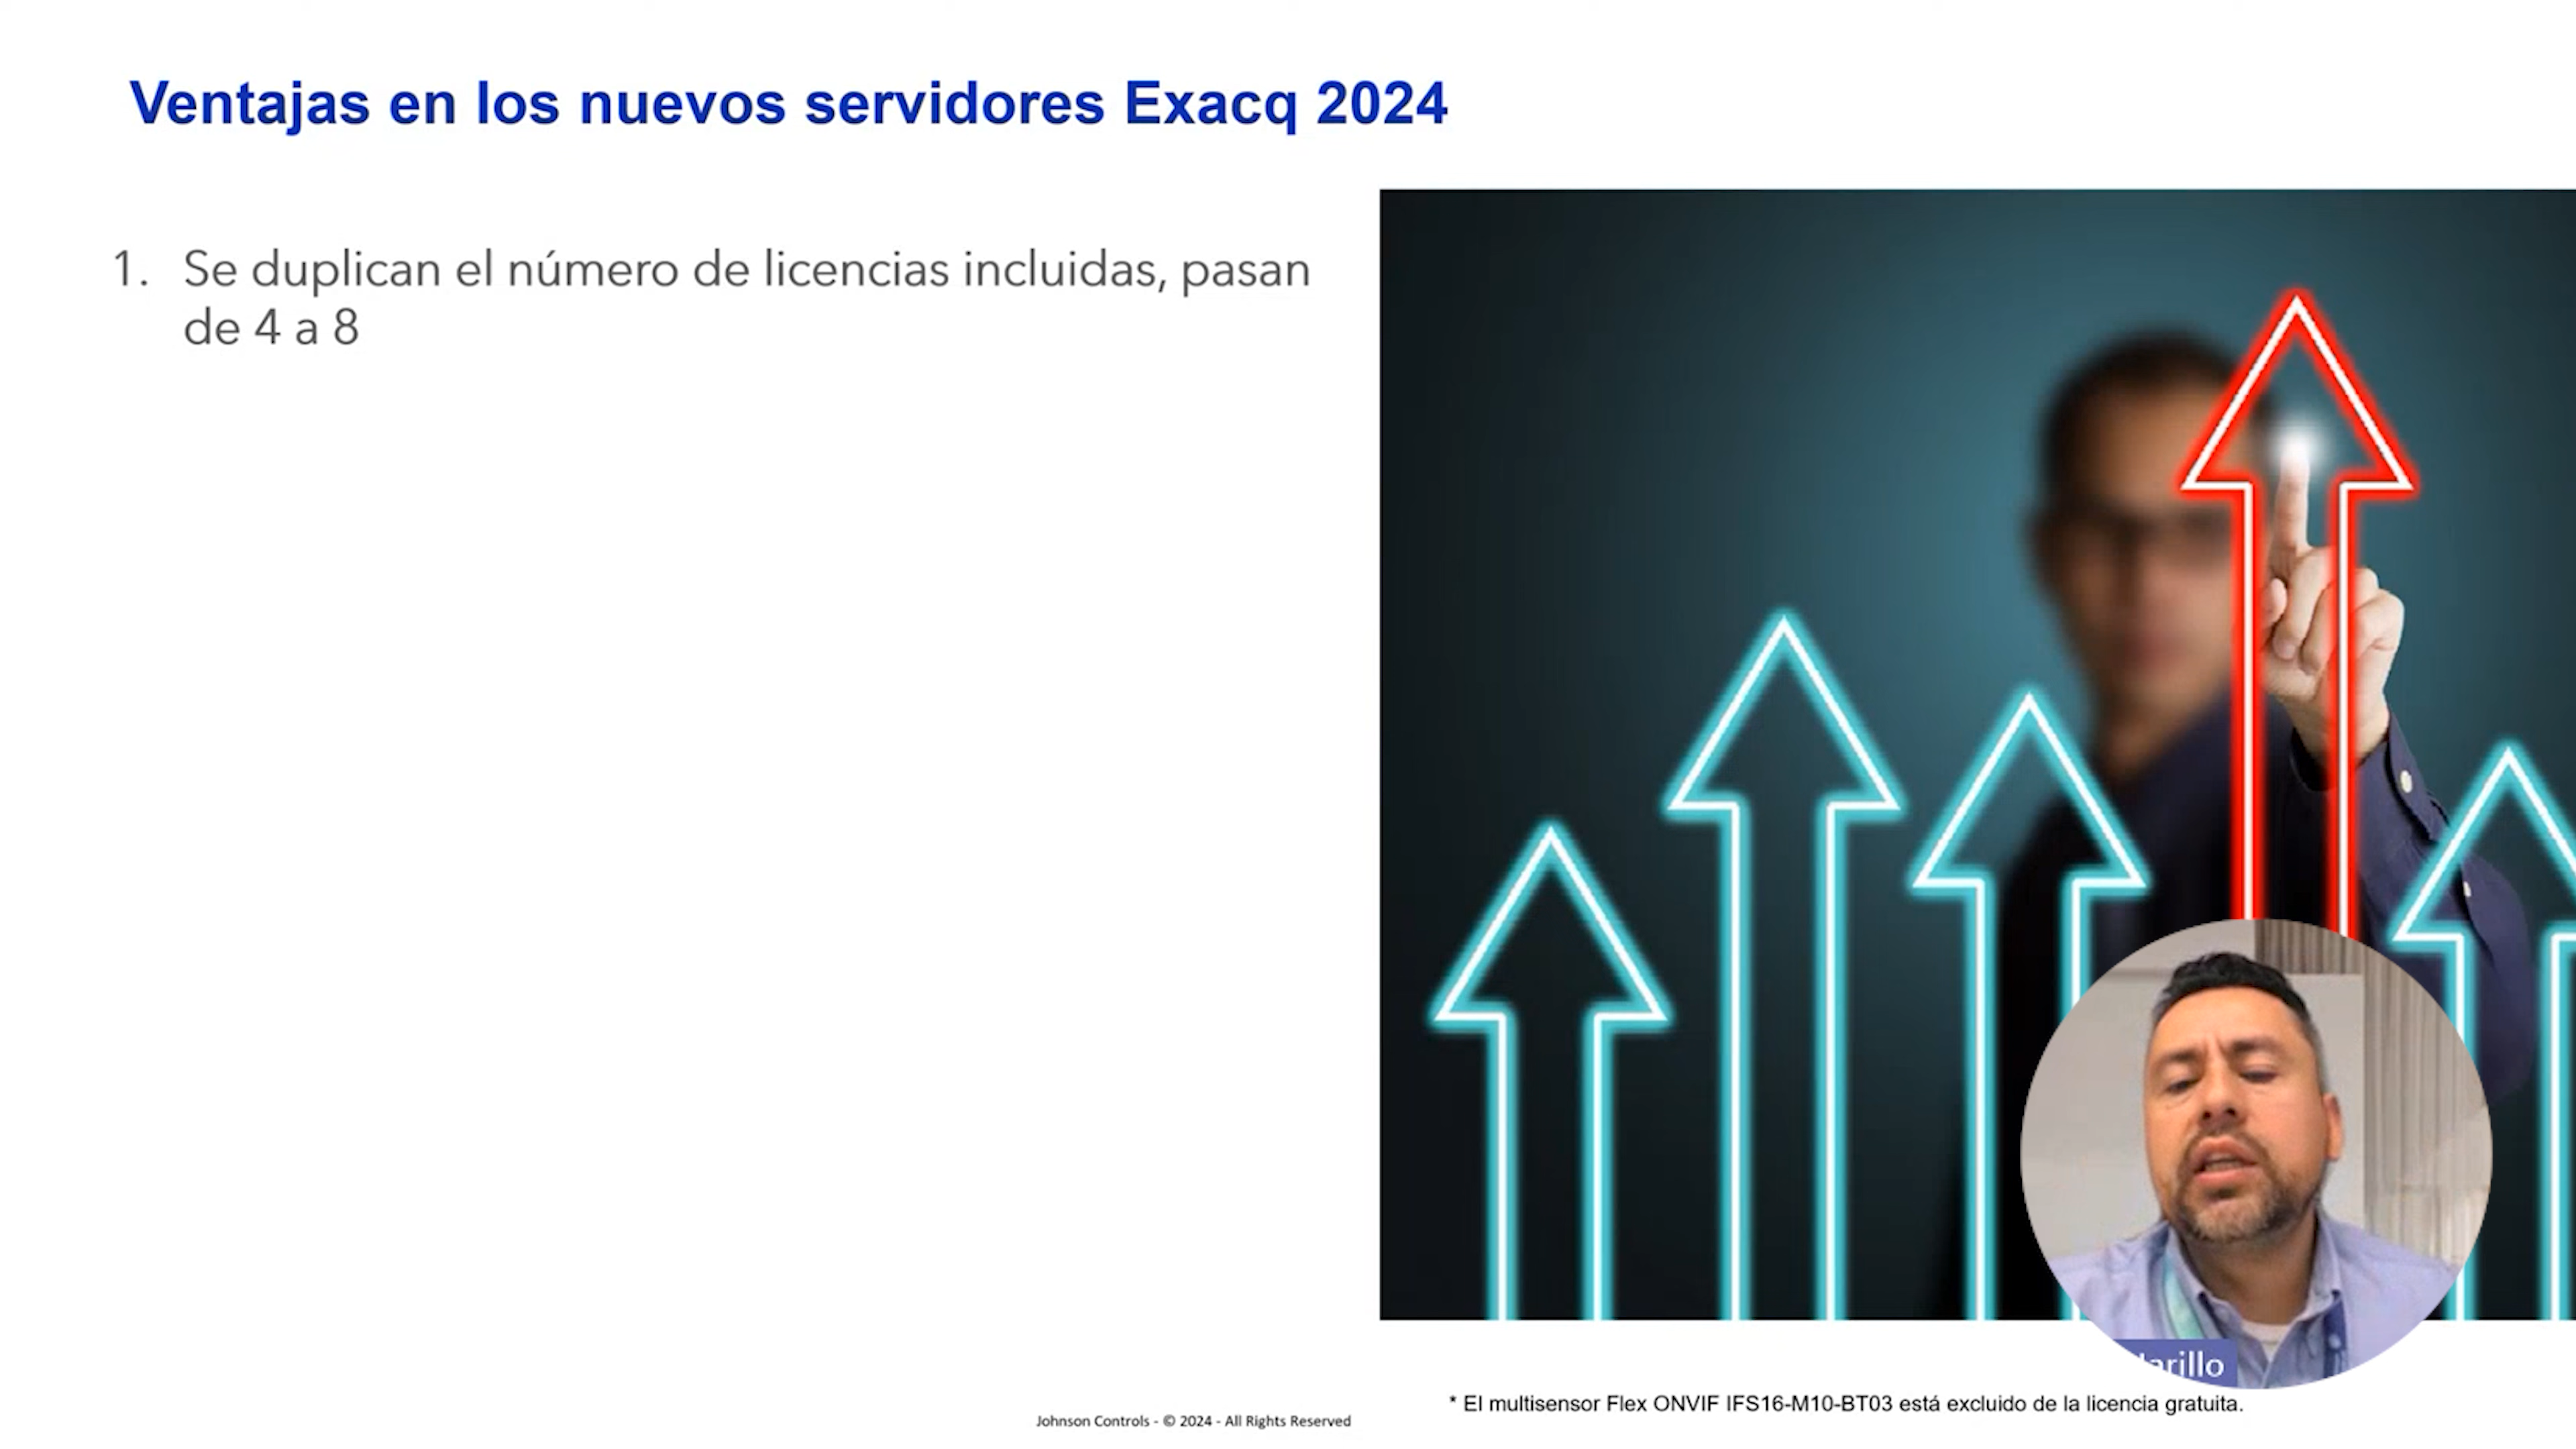 Ventajas en los nuevos servidores Exacq 2024
1. Se duplican el número de licencias incluidas, pasan
de 4 a 8
* El multisensor Flex ONVIF IFS16-M10-BT03 está excluido de la licencia gratuita.
Johnson Controls - © 2024 - All Rights Reserved